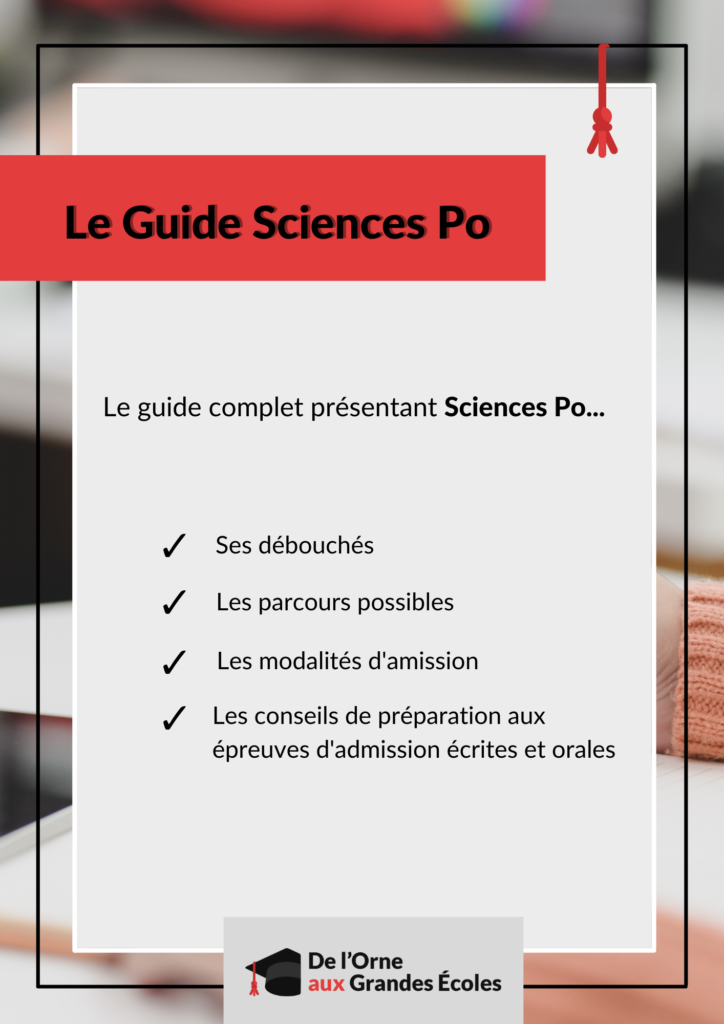 Le Guide Sciences Po
Le guide complet présentant Sciences Po...
✓ Ses débouchés
✓ Les parcours possibles
✓ Les modalités d'amission
✓ Les conseils de préparation aux
épreuves d'admission écrites et orales
De l'Orne
aux Grandes Écoles